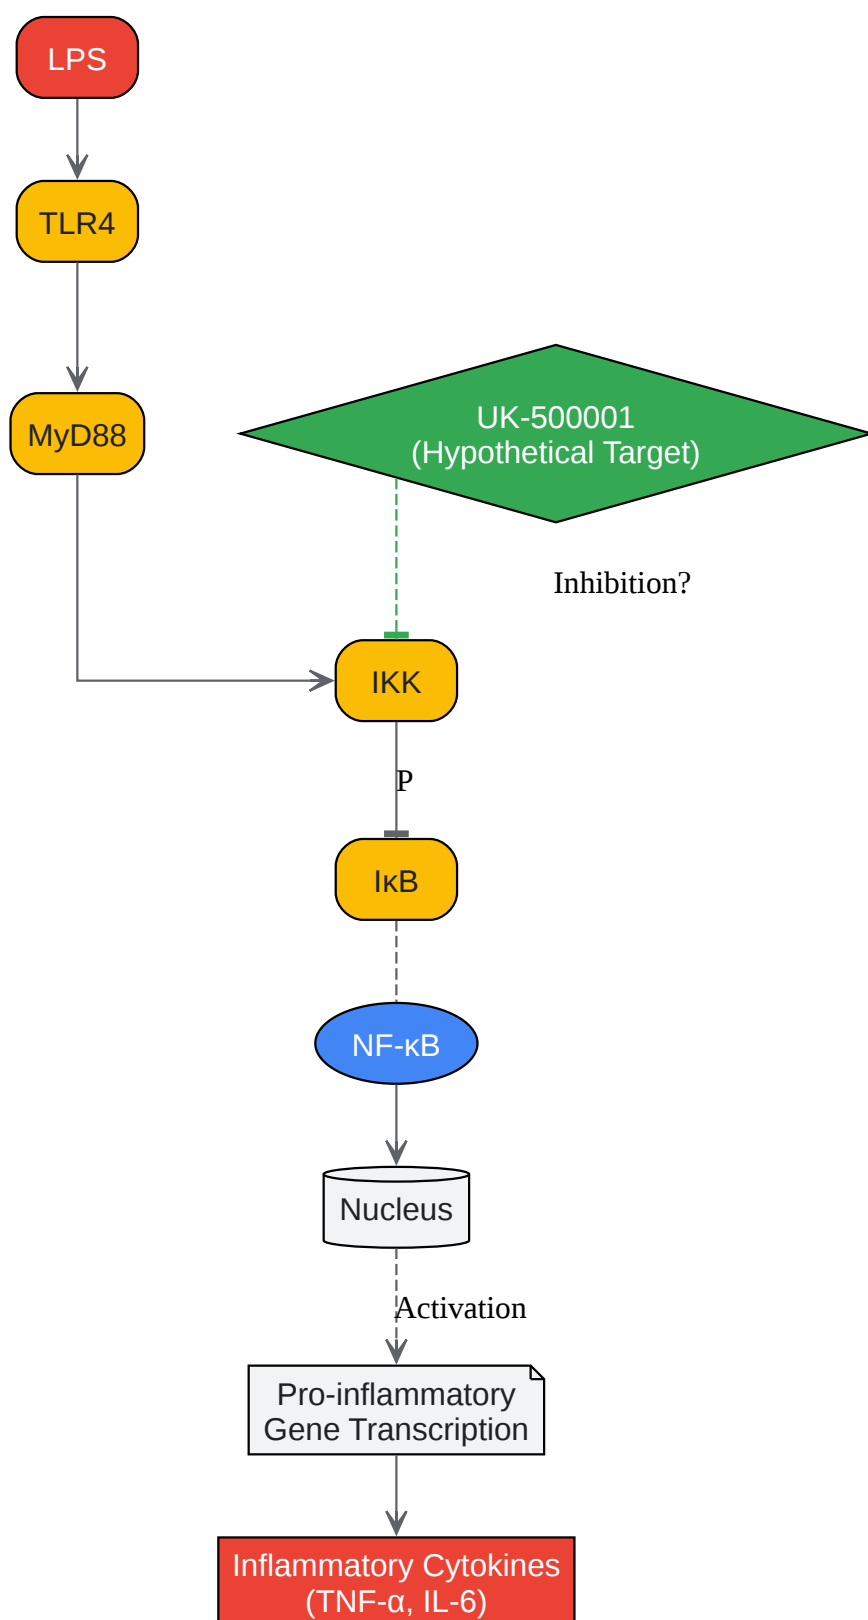 LPS
TLR4
MyD88
UK-500001
(Hypothetical Target)
Inhibition?
IKK
P
IκB
NF-κB
Nucleus
Activation
Pro-inflammatory
Gene Transcription
Inflammatory Cytokines
(TNF-α, IL-6)